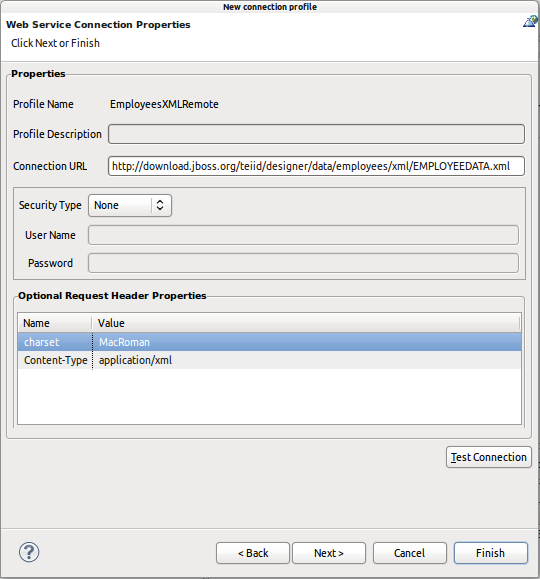 New connection profile
Web Service Connection Properties
Click Next or Finish
Properties
Profile Name EmployeesXMLRemote
Profile Description
Connection URL http://download.jboss.org/teiid/designer/data/employees/xml/EMPLOYEEDATA.xml
Security Type None
User Name
Password
Optional Request Header Properties
Name Value
charset MacRoman
Content-Type application/xml
Test Connection
? < Back Next > Cancel Finish